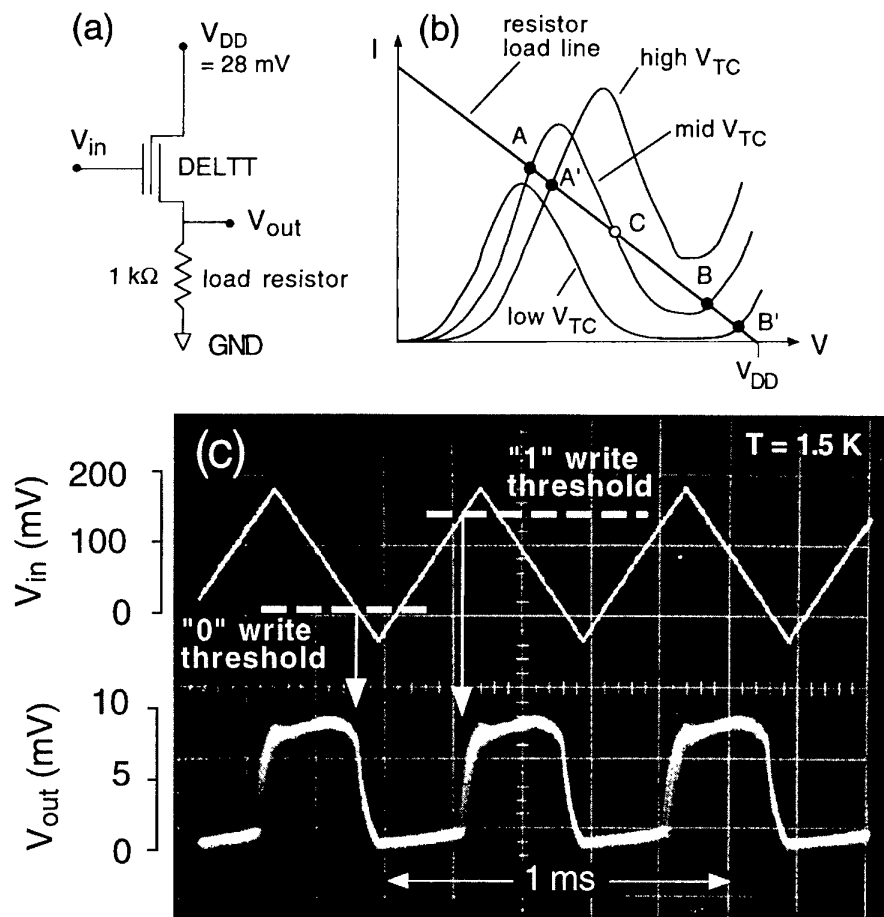 (a)
V_DD
= 28 mV
V_in
DELTT
V_out
1 kΩ
load resistor
GND
(b)
I
resistor
load line
high V_TC
A
mid V_TC
A'
C
B
low V_TC
B'
V
V_DD
(c)
T = 1.5 K
"1" write
threshold
200
100
0
V_in (mV)
"0" write
threshold
10
5
0
V_out (mV)
1 ms